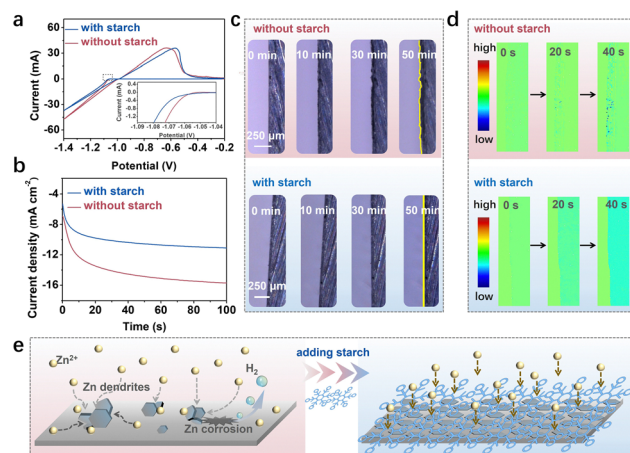 a
with starch
without starch
Current (mA)
60
30
0
-30
-60
0.4
0.0
-0.4
-0.8
-1.2
Current (mA)
-1.09 -1.08 -1.07 -1.06 -1.05 -1.04
Potential (V)
-1.4 -1.2 -1.0 -0.8 -0.6 -0.4 -0.2
Potential (V)
b
with starch
without starch
Current density (mA cm-2)
-4
-8
-12
-16
0 20 40 60 80 100
Time (s)
c
without starch
0 min 10 min 30 min 50 min
250 μm
with starch
0 min 10 min 30 min 50 min
250 μm
d
without starch
high
low
0 s 20 s 40 s
with starch
high
low
0 s 20 s 40 s
e
Zn2+
Zn dendrites
H2
Zn corrosion
adding starch